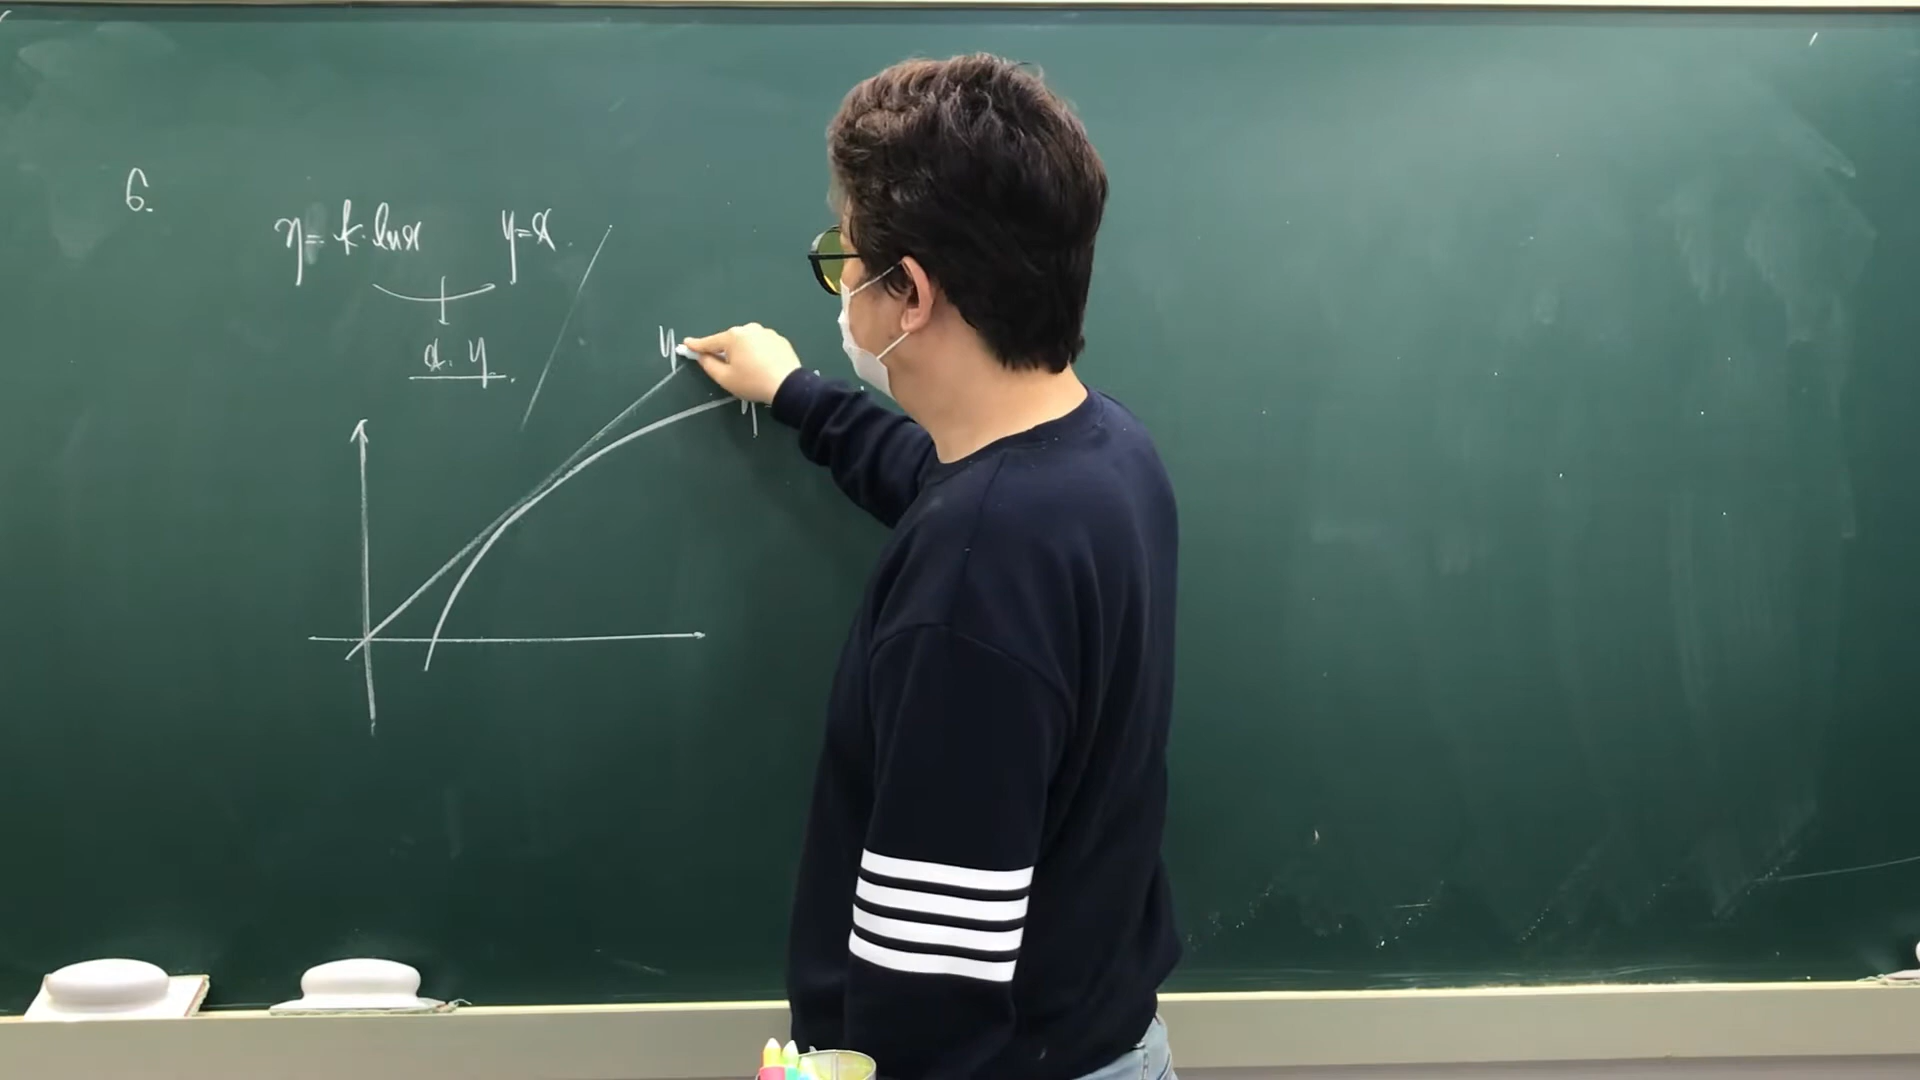 6.
y = k·lnx y=x.
x. y.
y
y